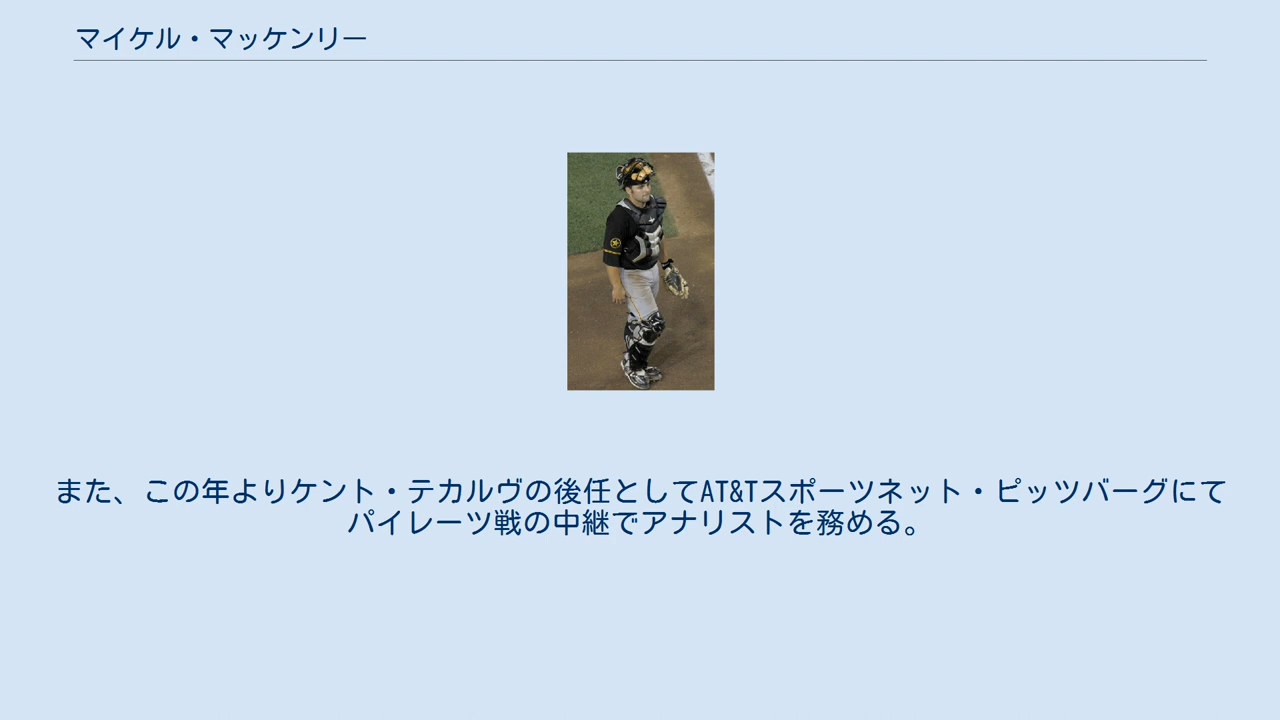 マイケル・マッケンリー
また、この年よりケント・テカルヴの後任としてAT&Tスポーツネット・ピッツバーグにて
パイレーツ戦の中継でアナリストを務める。